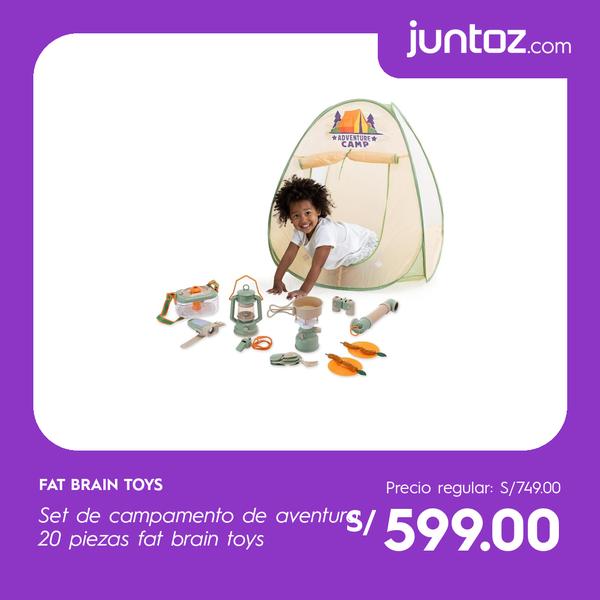 juntoz.com
ADVENTURE
CAMP
FAT BRAIN TOYS
Set de campamento de aventura
20 piezas fat brain toys
Precio regular: S/749.00
S/ 599.00